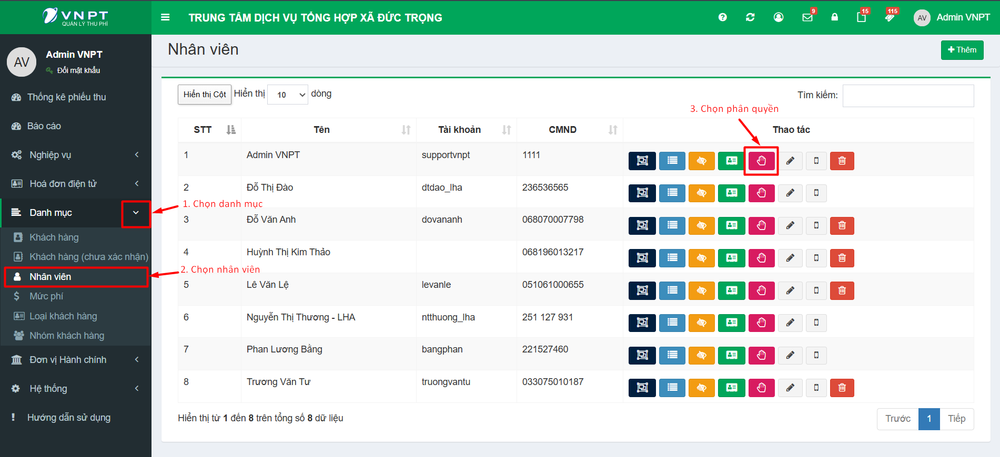 VNPT
QUẢN LÝ THU PHÍ
TRUNG TÂM DỊCH VỤ TỔNG HỢP XÃ ĐỨC TRỌNG
9
15
115
AV
Admin VNPT
AV
Admin VNPT
Đổi mật khẩu
Thống kê phiếu thu
Báo cáo
Nghiệp vụ
Hoá đơn điện tử
Danh mục
Khách hàng
Khách hàng (chưa xác nhận)
Nhân viên
Mức phí
Loại khách hàng
Nhóm khách hàng
Đơn vị Hành chính
Hệ thống
Hướng dẫn sử dụng
1. Chọn danh mục
2. Chọn nhân viên
Nhân viên
Thêm
Hiển thị Cột Hiển thị 10 dòng
Tìm kiếm:
3. Chọn phân quyền
STT Tên Tài khoản CMND Thao tác
1 Admin VNPT supportvnpt 1111
2 Đỗ Thị Đào dtdao_lha 236536565
3 Đỗ Văn Anh dovananh 068070007798
4 Huỳnh Thị Kim Thảo 068196013217
5 Lê Văn Lệ levanle 051061000655
6 Nguyễn Thị Thương - LHA ntthuong_lha 251 127 931
7 Phan Lương Bằng bangphan 221527460
8 Trương Văn Tư truongvantu 033075010187
Hiển thị từ 1 đến 8 trên tổng số 8 dữ liệu
Trước 1 Tiếp